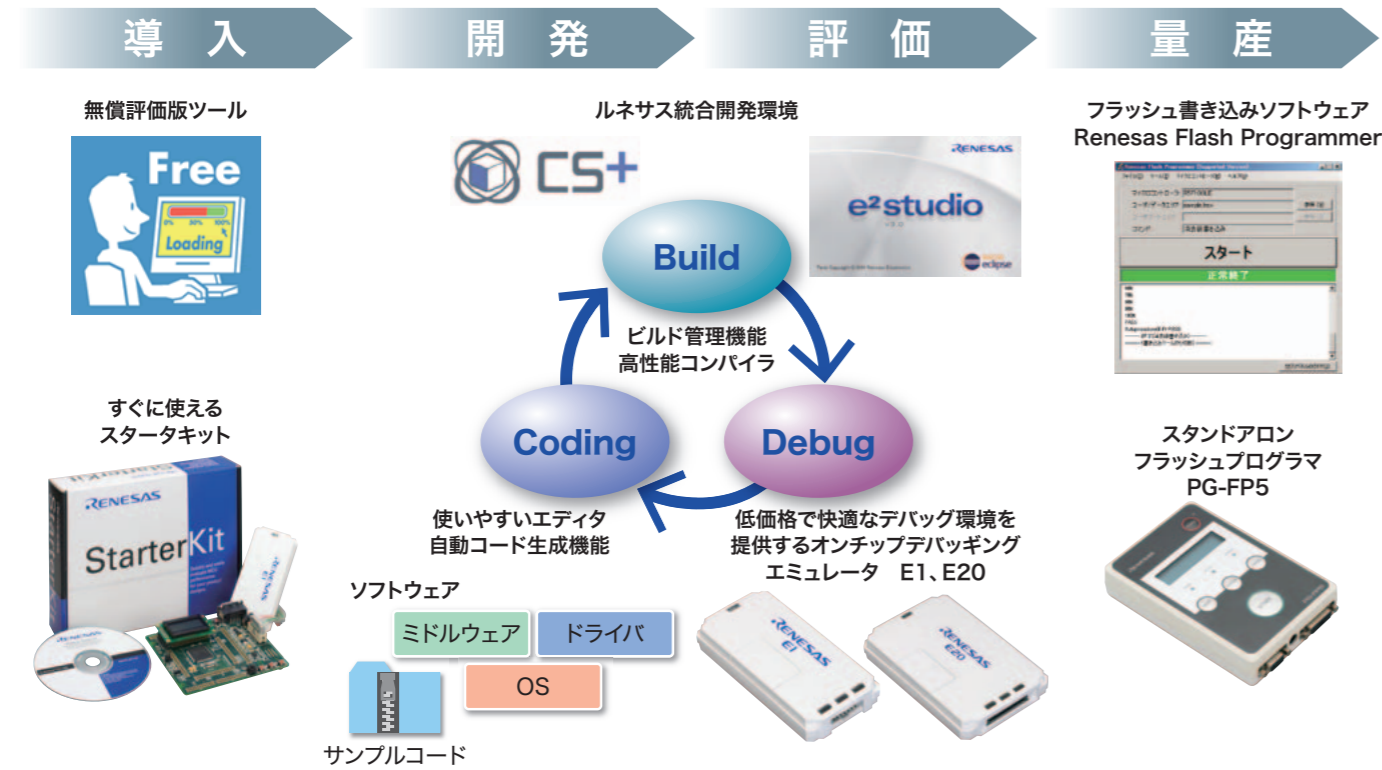 導 入
開 発
評 価
量 産
無償評価版ツール
Free
0% 50% 100%
Loading
すぐに使える
スタータキット
RENESAS
StarterKit
RENESAS
E1
RENESAS
ルネサス統合開発環境
CS+
RENESAS
e² studio
eclipse
Build
ビルド管理機能
高性能コンパイラ
Coding
Debug
使いやすいエディタ
自動コード生成機能
低価格で快適なデバッグ環境を
提供するオンチップデバッギング
エミュレータ E1、E20
ソフトウェア
ミドルウェア
ドライバ
OS
サンプルコード
RENESAS
E1
RENESAS
E20
フラッシュ書き込みソフトウェア
Renesas Flash Programmer
スタート
正常終了
スタンドアロン
フラッシュプログラマ
PG-FP5